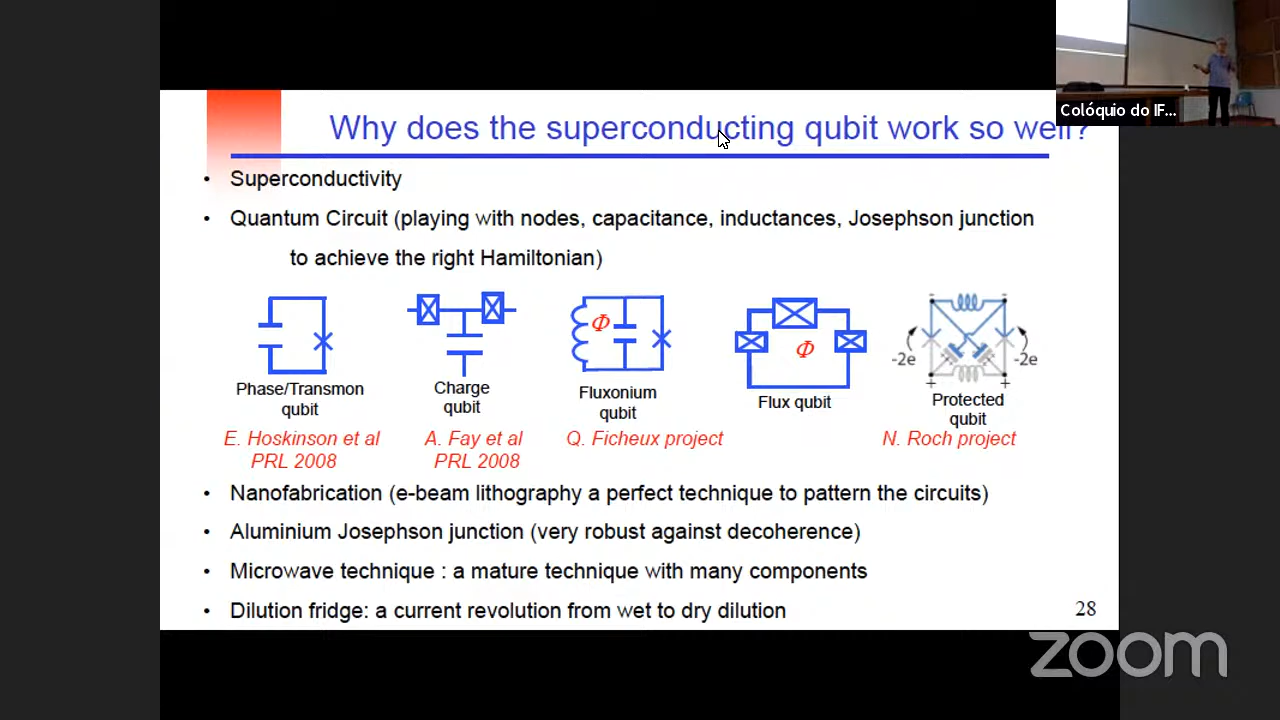 Why does the superconducting qubit work so well?
Colóquio do IF...
• Superconductivity
• Quantum Circuit (playing with nodes, capacitance, inductances, Josephson junction
to achieve the right Hamiltonian)
Φ
Φ
-2e
-2e
- -
+ +
Phase/Transmon
qubit
Charge
qubit
Fluxonium
qubit
Flux qubit
Protected
qubit
E. Hoskinson et al
PRL 2008
A. Fay et al
PRL 2008
Q. Ficheux project
N. Roch project
• Nanofabrication (e-beam lithography a perfect technique to pattern the circuits)
• Aluminium Josephson junction (very robust against decoherence)
• Microwave technique : a mature technique with many components
• Dilution fridge: a current revolution from wet to dry dilution
28
zoom